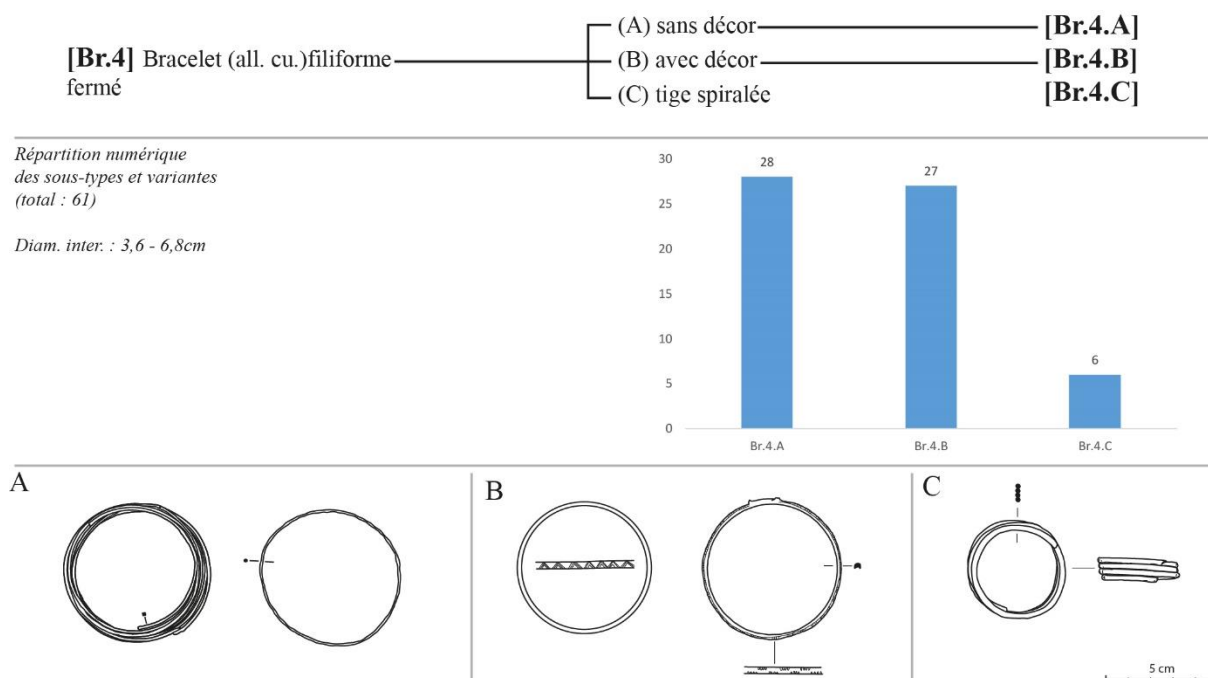 (A) sans décor [Br.4.A]
[Br.4] Bracelet (all. cu.)filiforme (B) avec décor [Br.4.B]
fermé
(C) tige spiralée [Br.4.C]
Répartition numérique
des sous-types et variantes
(total : 61)
Diam. inter. : 3,6 - 6,8cm
30
28
27
25
20
15
10
6
5
0
Br.4.A Br.4.B Br.4.C
A B C
5 cm